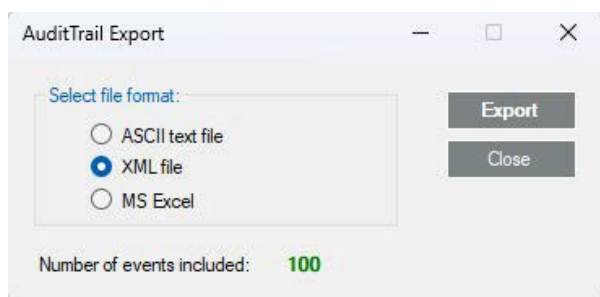 AuditTrail Export
Select file format:
ASCII text file
XML file
MS Excel
Export
Close
Number of events included: 100